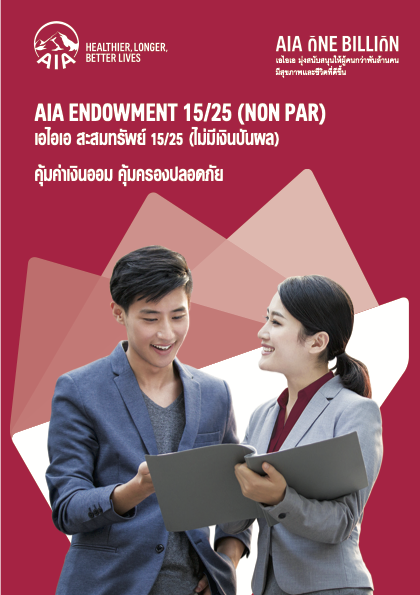 AIA
HEALTHIER, LONGER,
BETTER LIVES
AIA ONE BILLION
เอไอเอ มุ่งสนับสนุนให้ผู้คนกว่าพันล้านคน
มีสุขภาพและชีวิตที่ดีขึ้น
AIA ENDOWMENT 15/25 (NON PAR)
เอไอเอ สะสมทรัพย์ 15/25 (ไม่มีเงินปันผล)
คุ้มค่าเงินออม คุ้มครองปลอดภัย